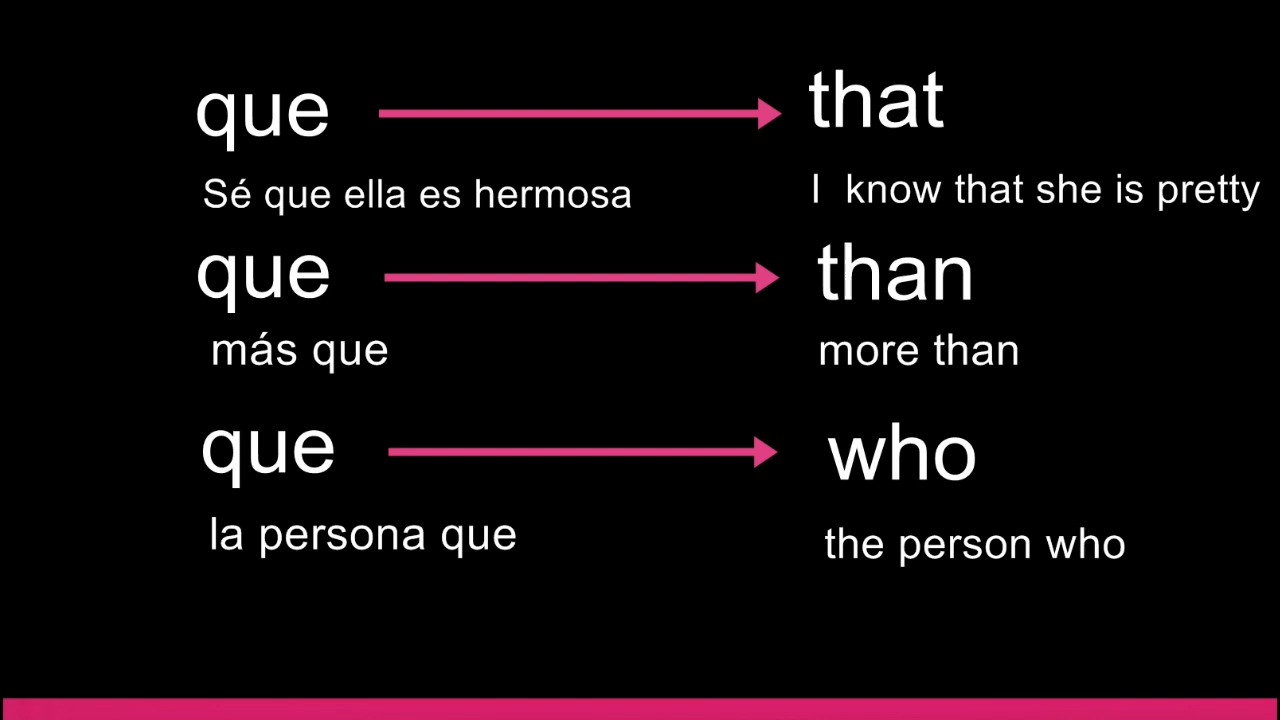 que that
Sé que ella es hermosa I know that she is pretty
que than
más que more than
que who
la persona que the person who